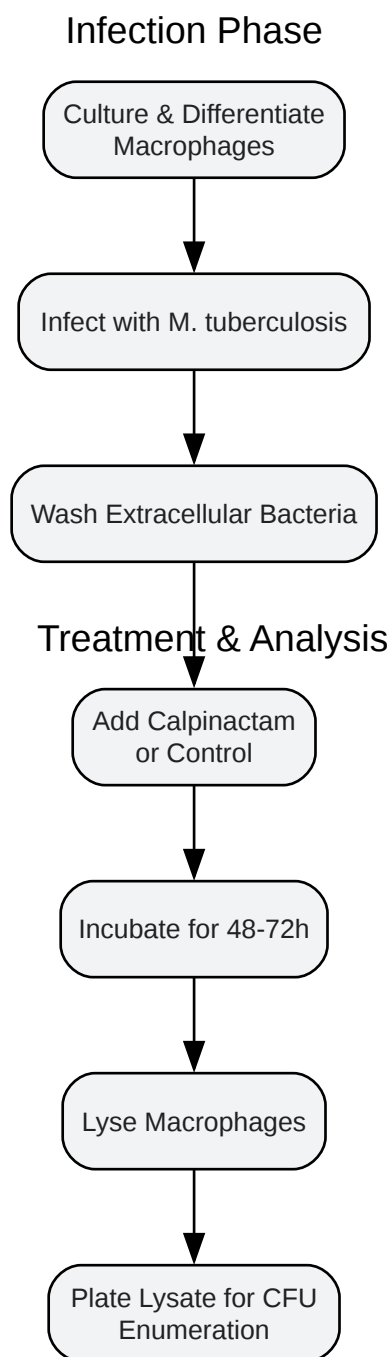 Infection Phase
Culture & Differentiate
Macrophages
Infect with M. tuberculosis
Wash Extracellular Bacteria
Treatment & Analysis
Add Calpinactam
or Control
Incubate for 48-72h
Lyse Macrophages
Plate Lysate for CFU
Enumeration